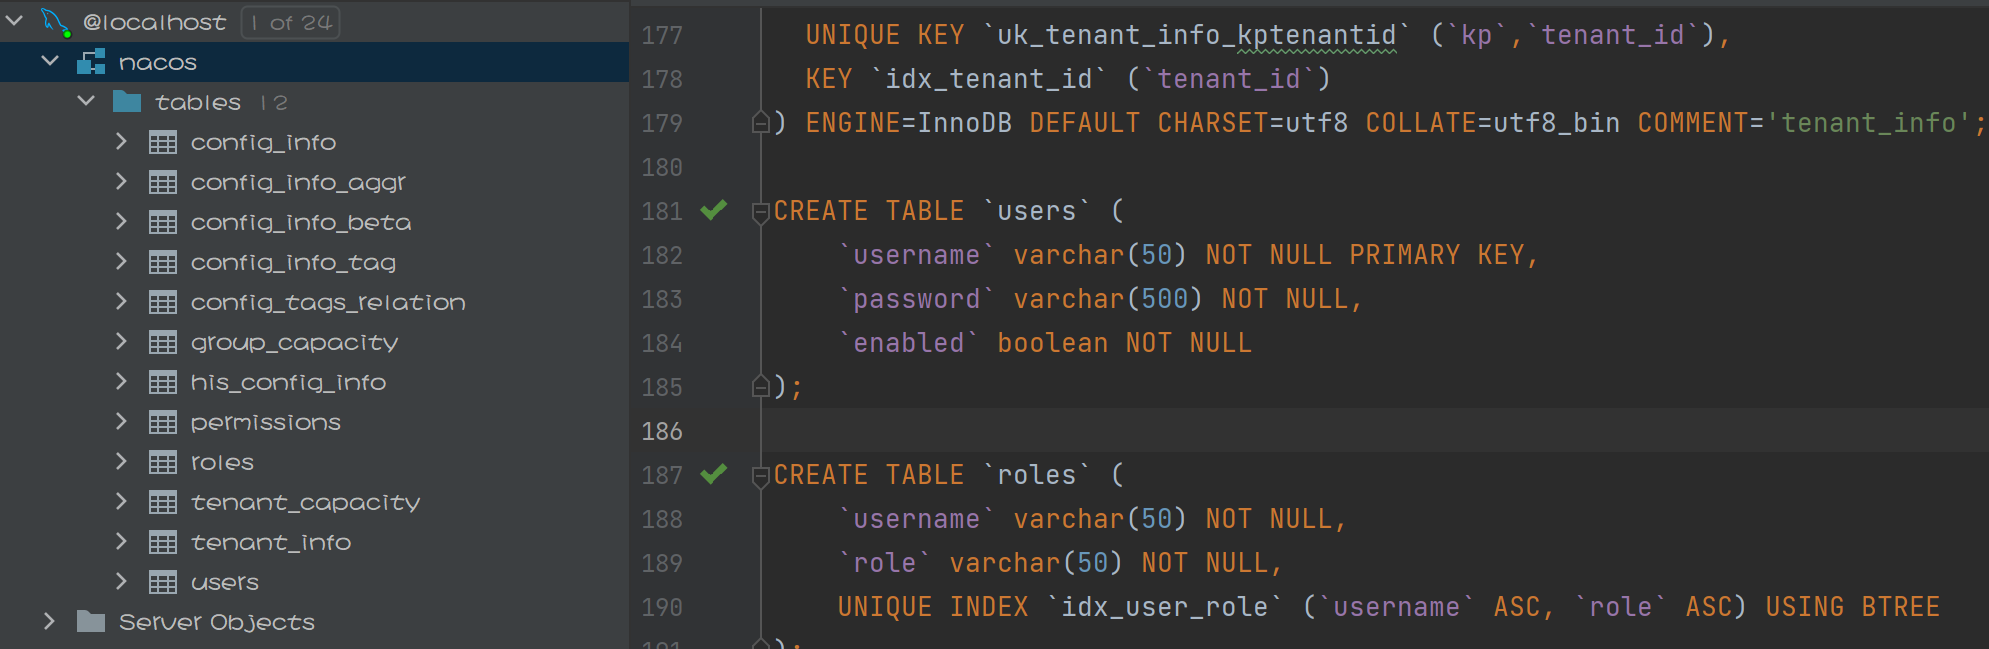 @localhost 1 of 24
nacos
tables 12
config_info
config_info_aggr
config_info_beta
config_info_tag
config_tags_relation
group_capacity
his_config_info
permissions
roles
tenant_capacity
tenant_info
users
Server Objects
177 UNIQUE KEY `uk_tenant_info_kptenantid` (`kp`,`tenant_id`),
178 KEY `idx_tenant_id` (`tenant_id`)
179 ) ENGINE=InnoDB DEFAULT CHARSET=utf8 COLLATE=utf8_bin COMMENT='tenant_info';
180
181 CREATE TABLE `users` (
182 `username` varchar(50) NOT NULL PRIMARY KEY,
183 `password` varchar(500) NOT NULL,
184 `enabled` boolean NOT NULL
185 );
186
187 CREATE TABLE `roles` (
188 `username` varchar(50) NOT NULL,
189 `role` varchar(50) NOT NULL,
190 UNIQUE INDEX `idx_user_role` (`username` ASC, `role` ASC) USING BTREE
191 );